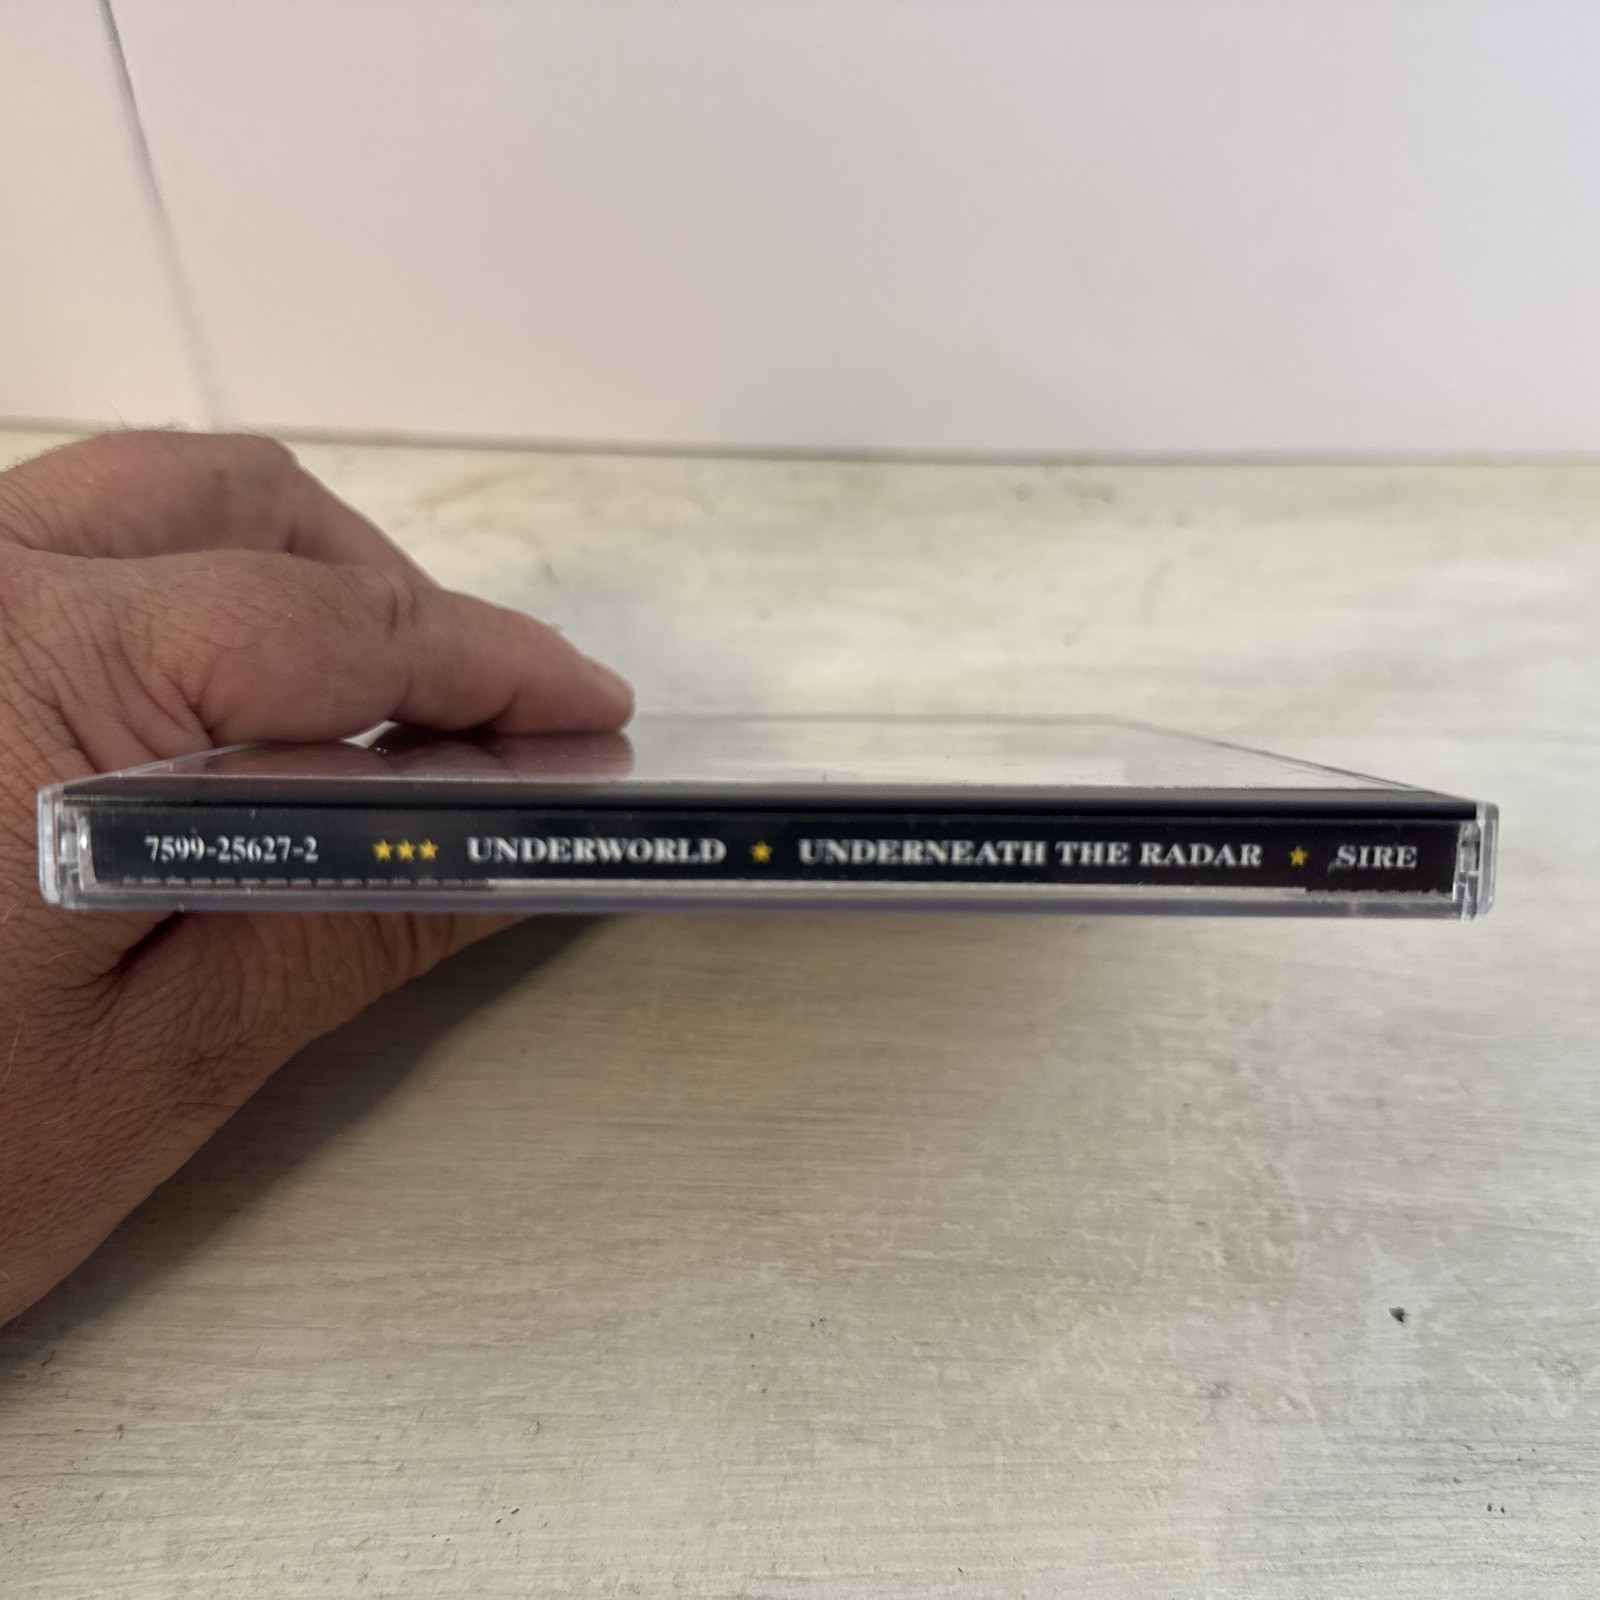 7599-25627-2 ★★★ UNDERWORLD ★ UNDERNEATH THE RADAR ★ SIRE